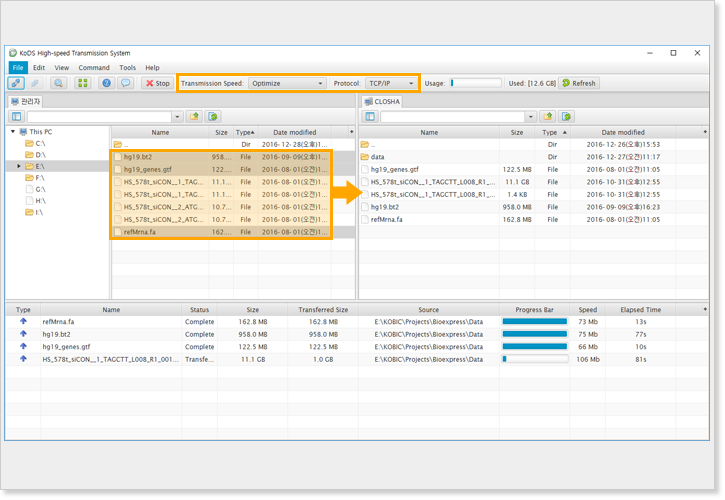 KoDS High-speed Transmission System
File Edit View Command Tools Help
Stop Transmission Speed: Optimize Protocol: TCP/IP Usage: Used: [12.6 GB] Refresh
관리자
CLOSHA
This PC
C:\
D:\
E:\
F:\
G:\
H:\
I:\
Name Size Type Date modified
.. Dir 2016-12-28(오후)1...
hg19.bt2 958.... File 2016-09-09(오후)1...
hg19_genes.gtf 122.... File 2016-08-01(오전)1...
HS_578t_siCON__1_TAG... 11.1... File 2016-08-01(오전)1...
HS_578t_siCON__1_TAG... 11.1... File 2016-08-01(오전)1...
HS_578t_siCON__2_ATG... 10.7... File 2016-08-01(오전)1...
HS_578t_siCON__2_ATG... 10.7... File 2016-08-01(오전)1...
refMrna.fa 162.... File 2016-08-01(오전)1...
Name Size Type Date modified
.. Dir 2016-12-26(오후)15:53
data Dir 2016-12-27(오전)11:17
hg19_genes.gtf 122.5 MB File 2016-08-01(오전)11:05
HS_578t_siCON__1_TAGCTT_L008_R1_... 11.1 GB File 2016-10-31(오후)12:55
HS_578t_siCON__1_TAGCTT_L008_R1_... 1.4 KB File 2016-10-31(오후)12:55
hg19.bt2 958.0 MB File 2016-09-09(오후)16:23
refMrna.fa 162.8 MB File 2016-08-01(오전)11:05
Type Name Status Size Transferred Size Source Progress Bar Speed Elapsed Time
refMrna.fa Complete 162.8 MB 162.8 MB E:\KOBIC\Projects\Bioexpress\Data 73 Mb 13s
hg19.bt2 Complete 958.0 MB 958.0 MB E:\KOBIC\Projects\Bioexpress\Data 75 Mb 77s
hg19_genes.gtf Complete 122.5 MB 122.5 MB E:\KOBIC\Projects\Bioexpress\Data 66 Mb 10s
HS_578t_siCON__1_TAGCTT_L008_R1_001... Transfe... 11.1 GB 1.0 GB E:\KOBIC\Projects\Bioexpress\Data 106 Mb 81s